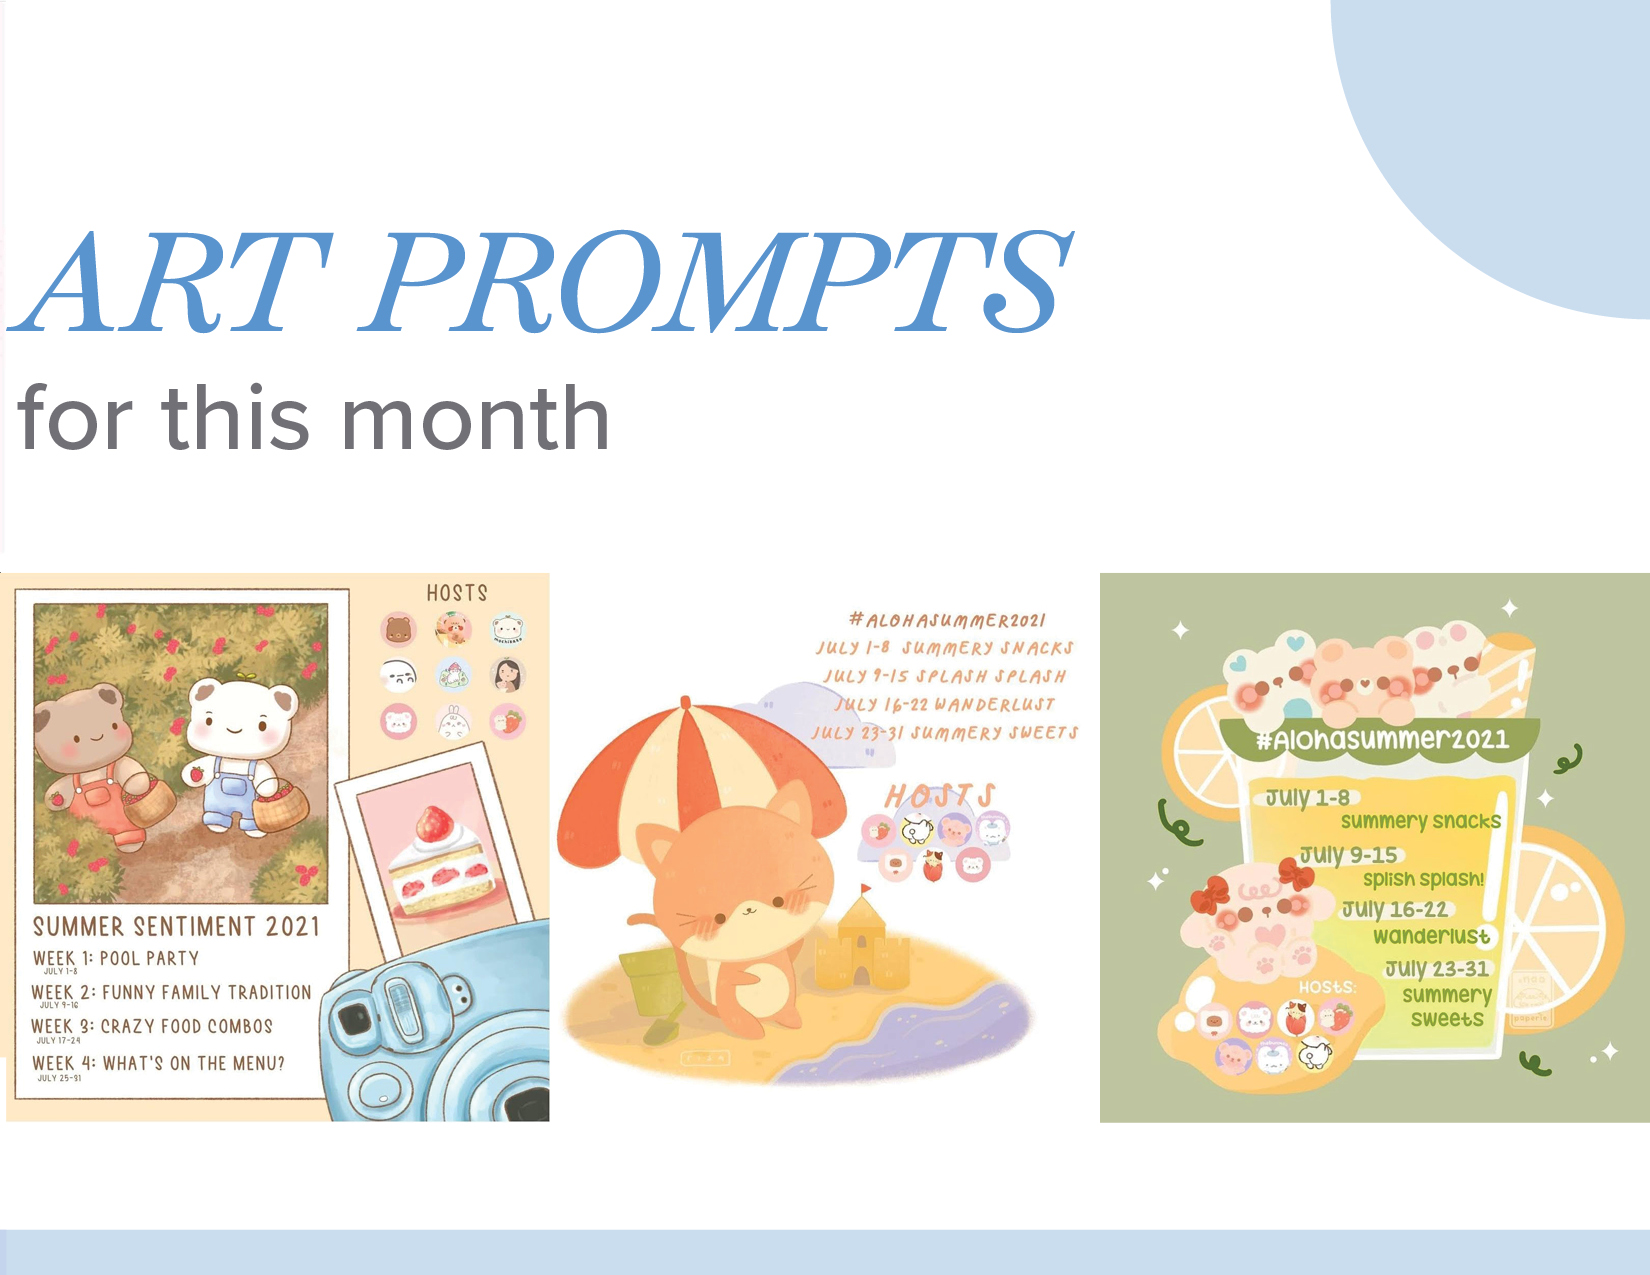 ART PROMPTS
for this month
HOSTS
SUMMER SENTIMENT 2021
WEEK 1: POOL PARTY
JULY 1-8
WEEK 2: FUNNY FAMILY TRADITION
JULY 9-16
WEEK 3: CRAZY FOOD COMBOS
JULY 17-24
WEEK 4: WHAT'S ON THE MENU?
JULY 25-31
#ALOHASUMMER2021
JULY 1-8 SUMMERY SNACKS
JULY 9-15 SPLASH SPLASH
JULY 16-22 WANDERLUST
JULY 23-31 SUMMERY SWEETS
HOSTS
#Alohasummer2021
July 1-8
summery snacks
July 9-15
splish splash!
July 16-22
wanderlust
July 23-31
summery
sweets
HOSTS: